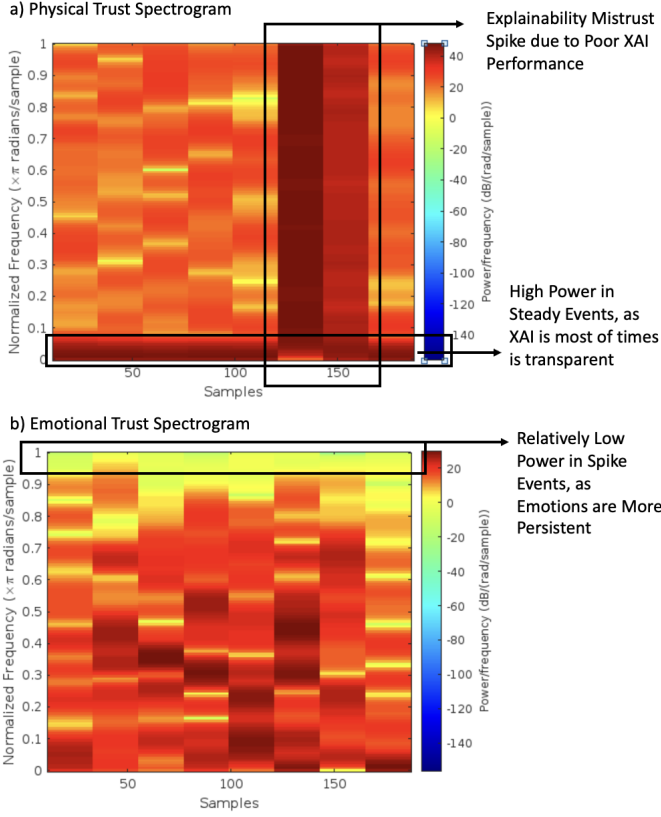 a) Physical Trust Spectrogram
Explainability Mistrust
Spike due to Poor XAI
Performance
1
0.9
0.8
0.7
0.6
0.5
0.4
0.3
0.2
0.1
0
Normalized Frequency (×π radians/sample)
50
100
150
Samples
40
20
0
-20
-40
-60
-80
-100
-120
140
Power/frequency (dB/(rad/sample))
High Power in
Steady Events, as
XAI is most of times
is transparent
b) Emotional Trust Spectrogram
Relatively Low
Power in Spike
Events, as
Emotions are More
Persistent
1
0.9
0.8
0.7
0.6
0.5
0.4
0.3
0.2
0.1
0
Normalized Frequency (×π radians/sample)
50
100
150
Samples
20
0
-20
-40
-60
-80
-100
-120
-140
Power/frequency (dB/(rad/sample))